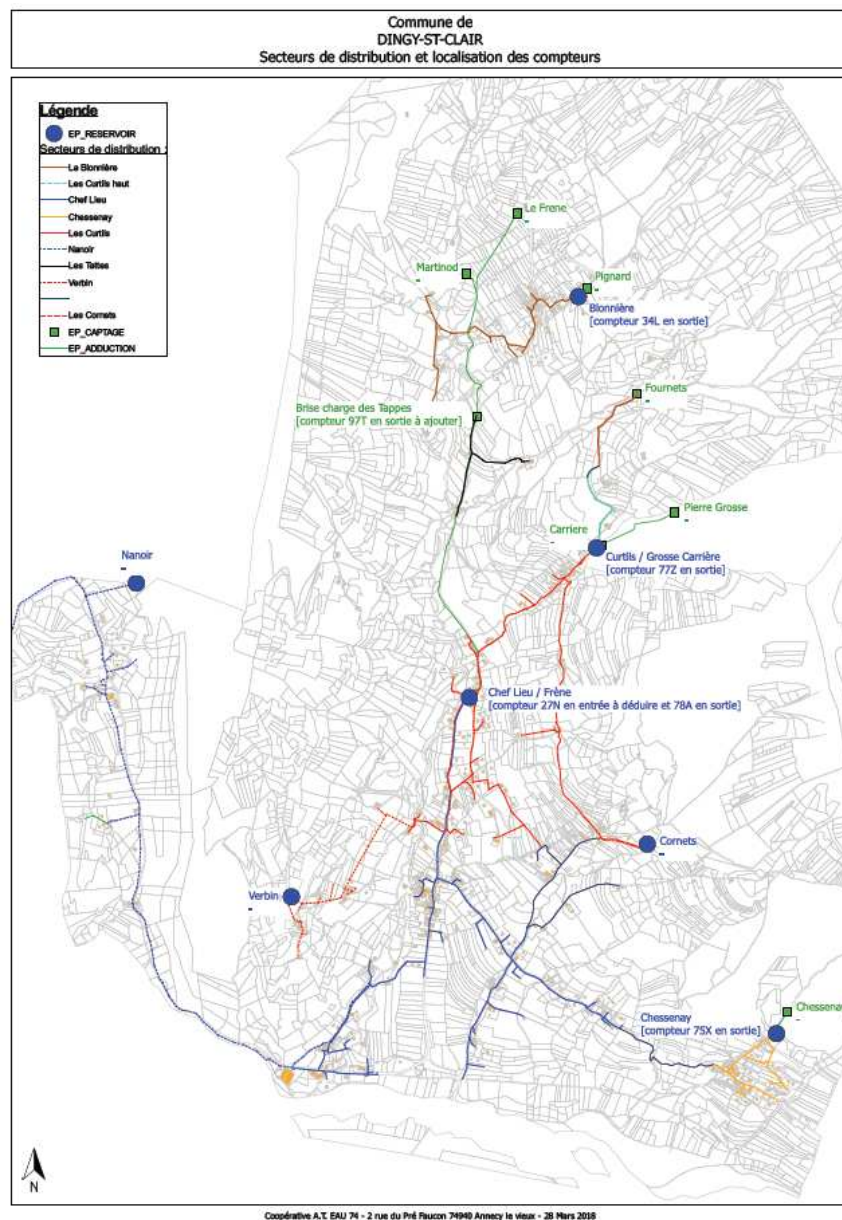 Commune de
DINGY-ST-CLAIR
Secteurs de distribution et localisation des compteurs
Légende
EP_RESERVOIR
Secteurs de distribution :
La Blonnière
Les Curtils haut
Chef Lieu
Chessenay
Les Curtils
Nanoir
Les Tattes
Verbin
Les Cornets
EP_CAPTAGE
EP_ADDUCTION
Le Frene
-
Martinod
-
Pignard
-
Blonnière
[compteur 34L en sortie]
Fournets
-
Brise charge des Tappes
[compteur 97T en sortie à ajouter]
Pierre Grosse
-
Carriere
-
Curtils / Grosse Carrière
[compteur 77Z en sortie]
Nanoir
-
Chef Lieu / Frène
[compteur 27N en entrée à déduire et 78A en sortie]
Cornets
-
Verbin
-
Chessenay
-
Chessenay
[compteur 75X en sortie]
N
Coopérative A.T. EAU 74 - 2 rue du Pré Faucon 74940 Annecy le vieux - 28 Mars 2018